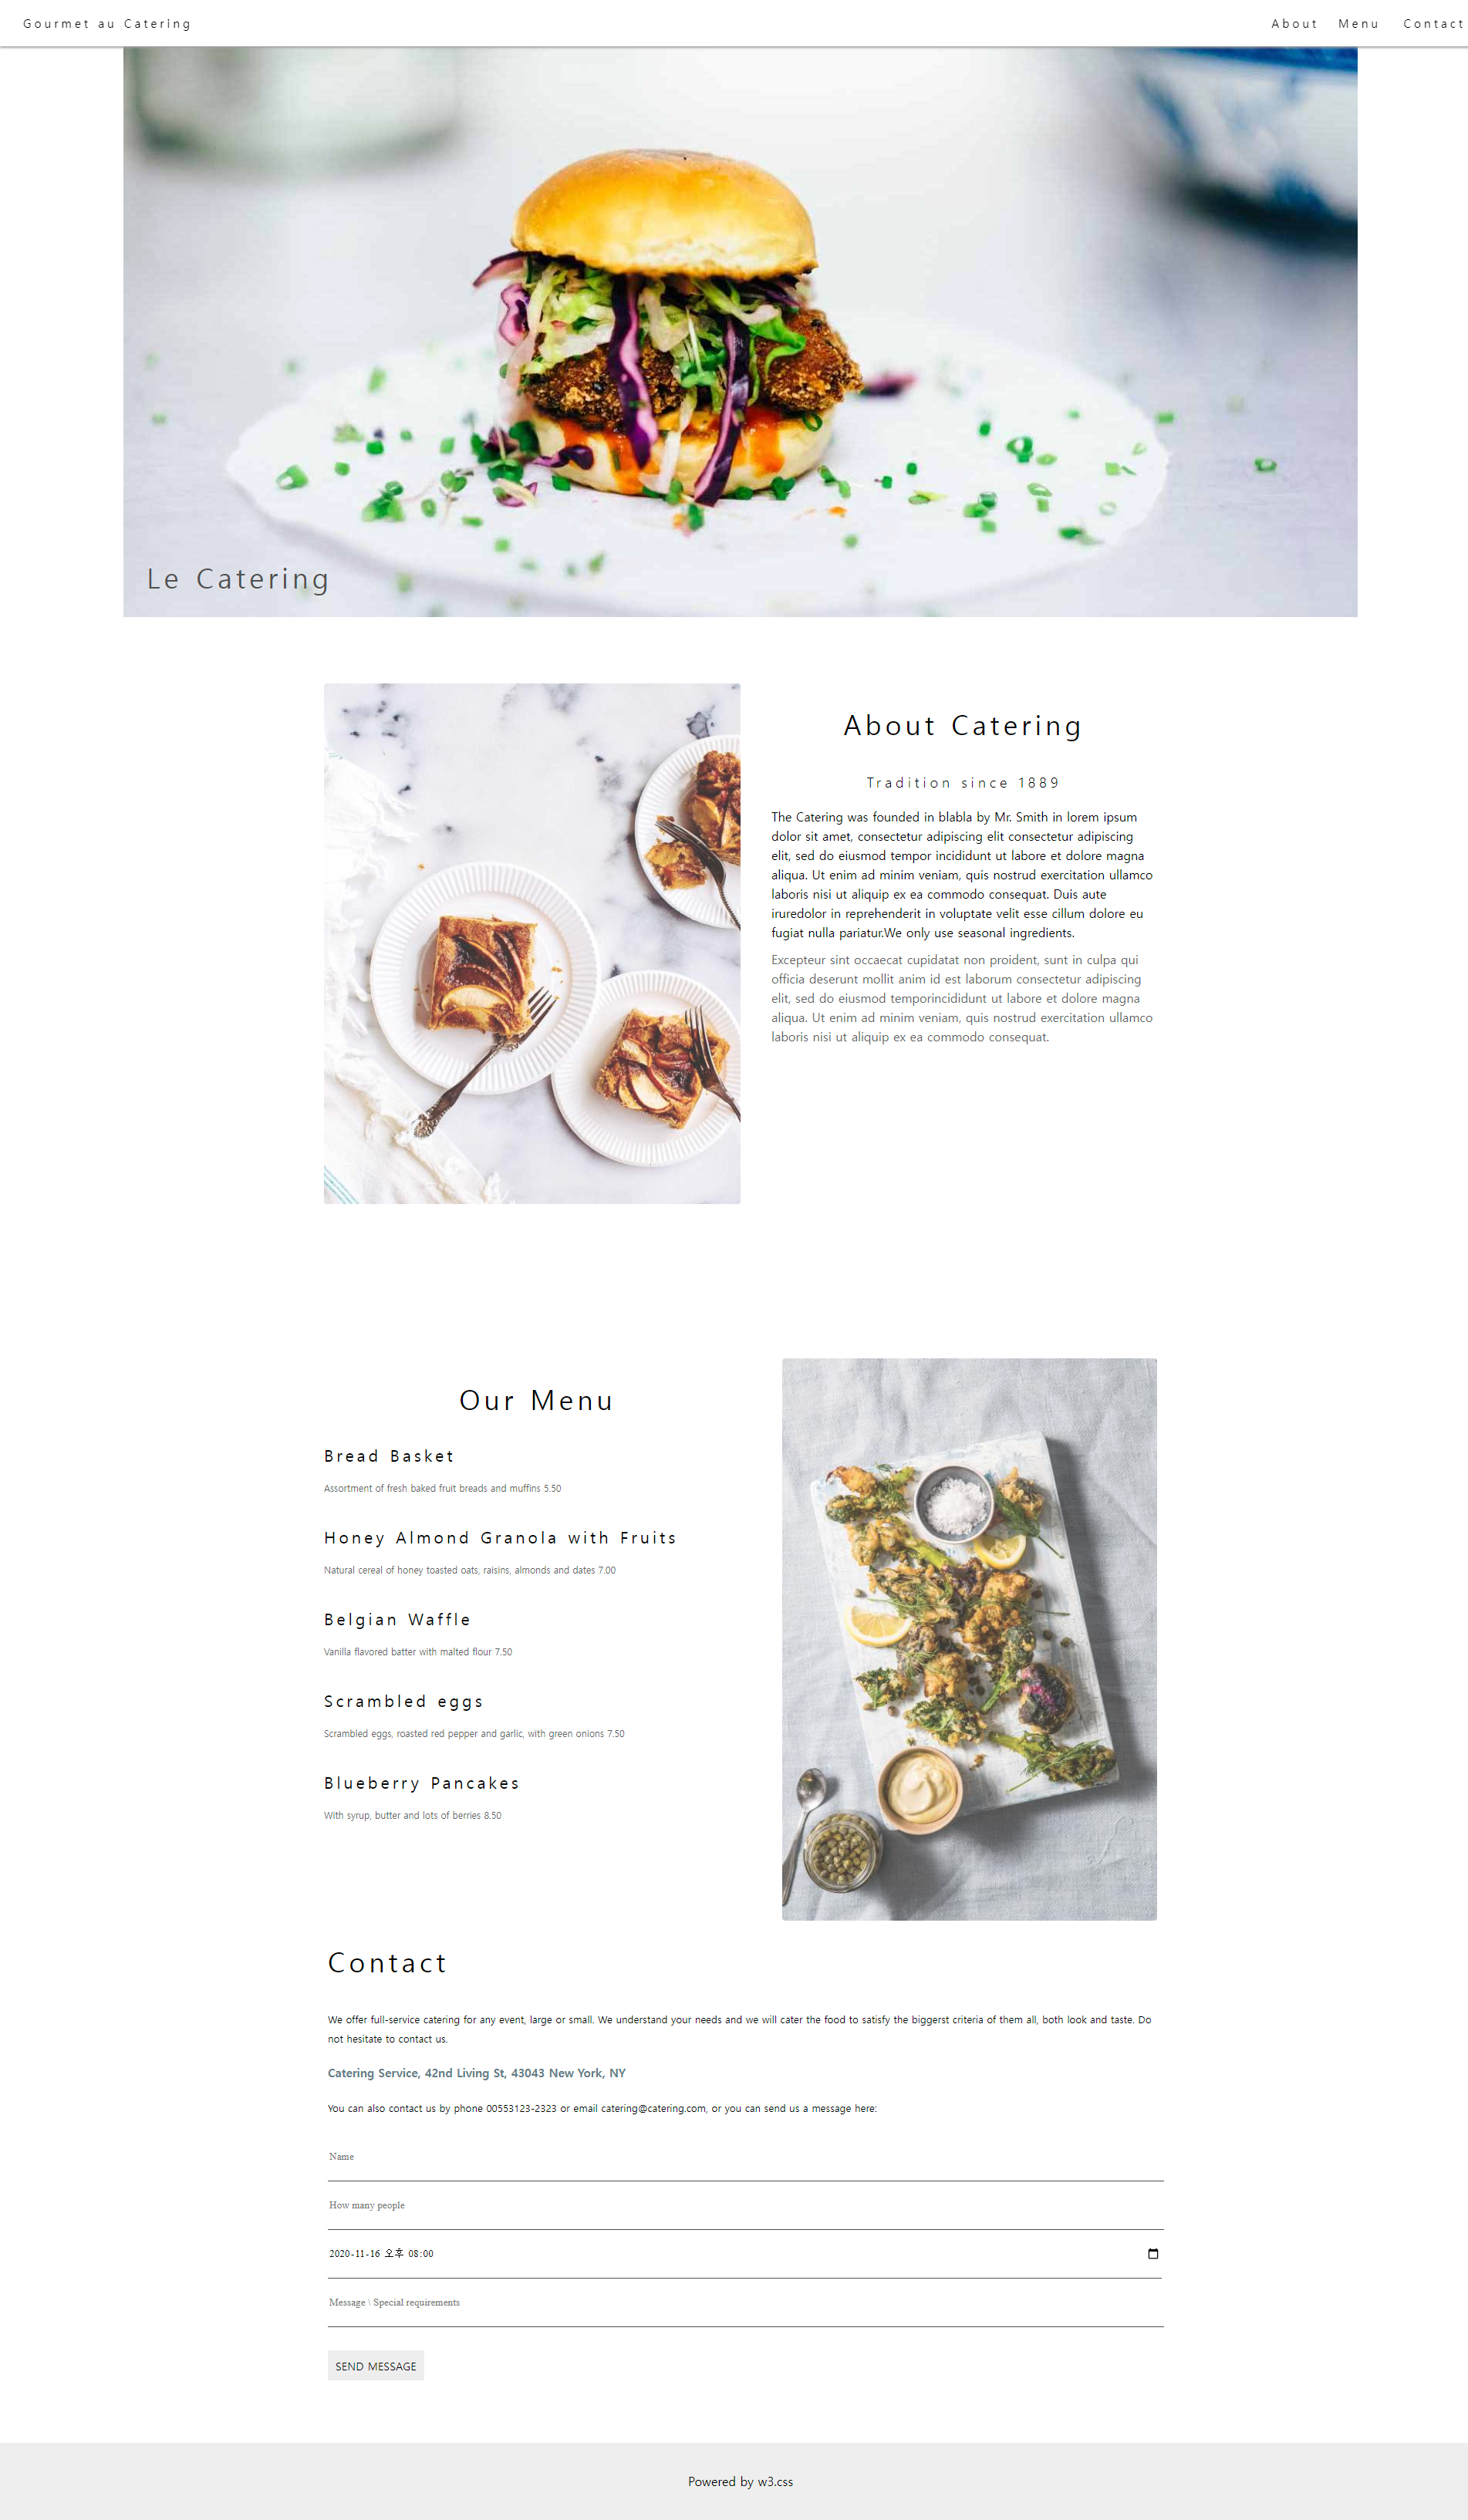 Gourmet au Catering
About Menu Contact
Le Catering
About Catering
Tradition since 1889
The Catering was founded in blabla by Mr. Smith in lorem ipsum
dolor sit amet, consectetur adipiscing elit consectetur adipiscing
elit, sed do eiusmod tempor incididunt ut labore et dolore magna
aliqua. Ut enim ad minim veniam, quis nostrud exercitation ullamco
laboris nisi ut aliquip ex ea commodo consequat. Duis aute
iruredolor in reprehenderit in voluptate velit esse cillum dolore eu
fugiat nulla pariatur.We only use seasonal ingredients.
Excepteur sint occaecat cupidatat non proident, sunt in culpa qui
officia deserunt mollit anim id est laborum consectetur adipiscing
elit, sed do eiusmod temporincididunt ut labore et dolore magna
aliqua. Ut enim ad minim veniam, quis nostrud exercitation ullamco
laboris nisi ut aliquip ex ea commodo consequat.
Our Menu
Bread Basket
Assortment of fresh baked fruit breads and muffins 5.50
Honey Almond Granola with Fruits
Natural cereal of honey toasted oats, raisins, almonds and dates 7.00
Belgian Waffle
Vanilla flavored batter with malted flour 7.50
Scrambled eggs
Scrambled eggs, roasted red pepper and garlic, with green onions 7.50
Blueberry Pancakes
With syrup, butter and lots of berries 8.50
Contact
We offer full-service catering for any event, large or small. We understand your needs and we will cater the food to satisfy the biggerst criteria of them all, both look and taste. Do
not hesitate to contact us.
Catering Service, 42nd Living St, 43043 New York, NY
You can also contact us by phone 00553123-2323 or email catering@catering.com, or you can send us a message here:
Name
How many people
2020-11-16 오후 08:00
Message \ Special requirements
SEND MESSAGE
Powered by w3.css